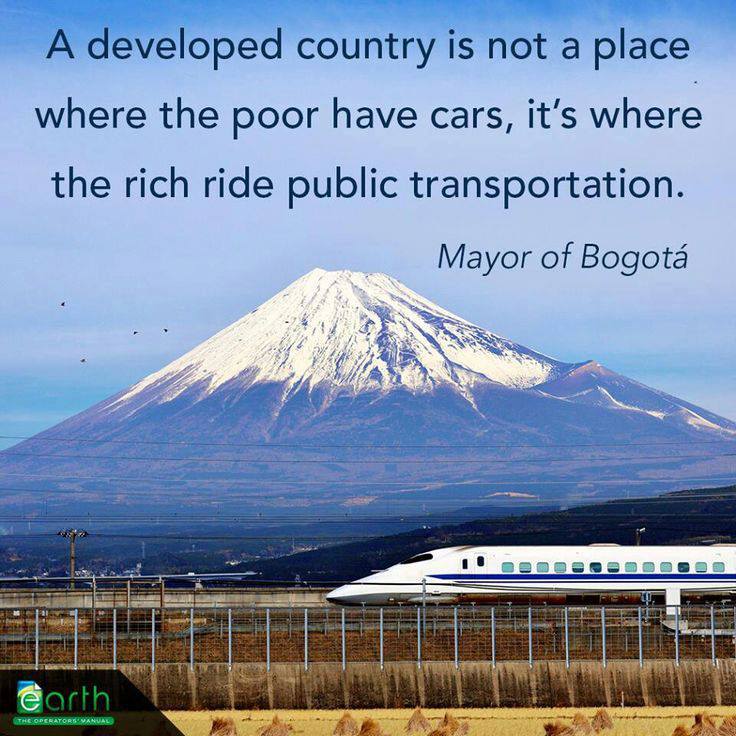 A developed country is not a place
where the poor have cars, it's where
the rich ride public transportation.
Mayor of Bogotá
earth
THE OPERATORS' MANUAL